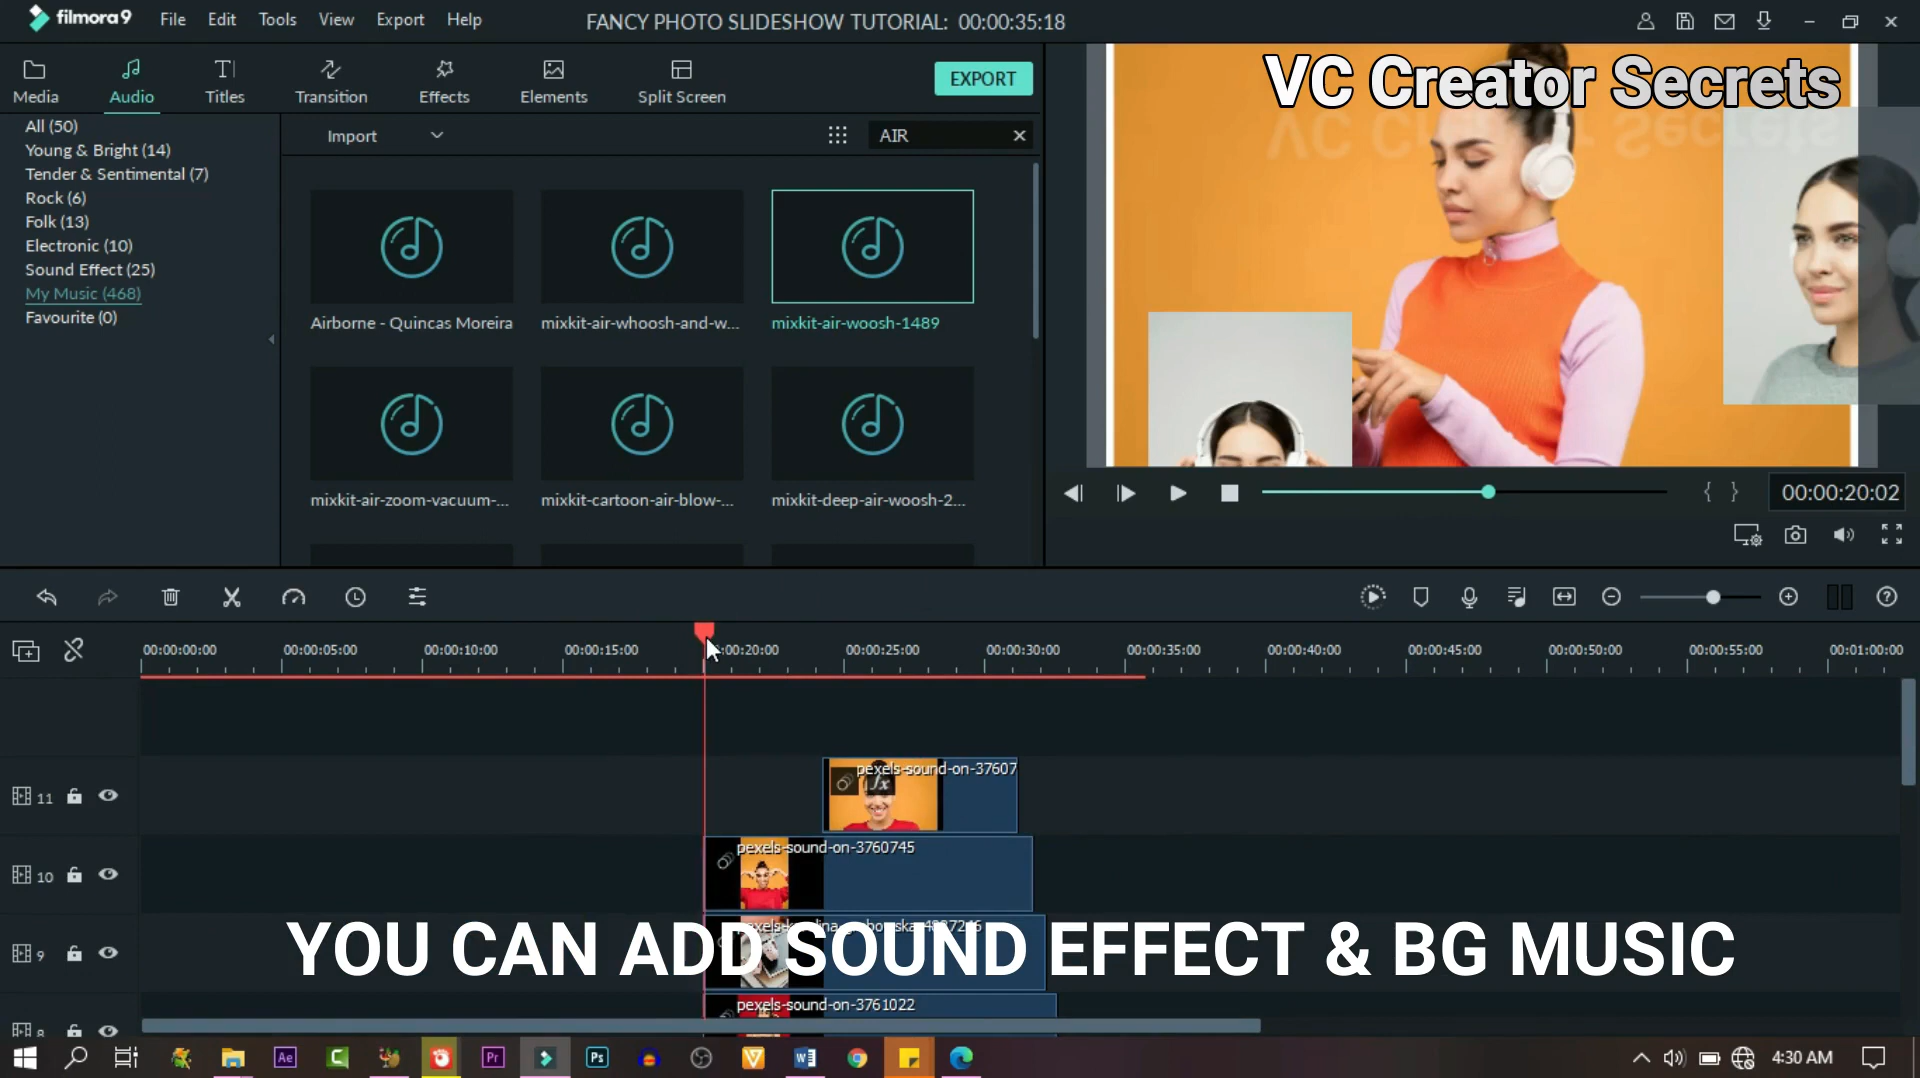 filmora9 File Edit Tools View Export Help FANCY PHOTO SLIDESHOW TUTORIAL: 00:00:35:18
Media Audio Titles Transition Effects Elements Split Screen EXPORT
VC Creator Secrets
VC Creator Secrets
Import AIR
All (50)
Young & Bright (14)
Tender & Sentimental (7)
Rock (6)
Folk (13)
Electronic (10)
Sound Effect (25)
My Music (468)
Favourite (0)
Airborne - Quincas Moreira mixkit-air-whoosh-and-w... mixkit-air-woosh-1489
mixkit-air-zoom-vacuum-... mixkit-cartoon-air-blow-... mixkit-deep-air-woosh-2...
{ } 00:00:20:02
00:00:00:00 00:00:05:00 00:00:10:00 00:00:15:00 :00:20:00 00:00:25:00 00:00:30:00 00:00:35:00 00:00:40:00 00:00:45:00 00:00:50:00 00:00:55:00 00:01:00:00
11 fx pexels-sound-on-37607
10 pexels-sound-on-3760745
9
YOU CAN ADD SOUND EFFECT & BG MUSIC
8 pexels-sound-on-3761022
Ae C Pr Ps W 4:30 AM